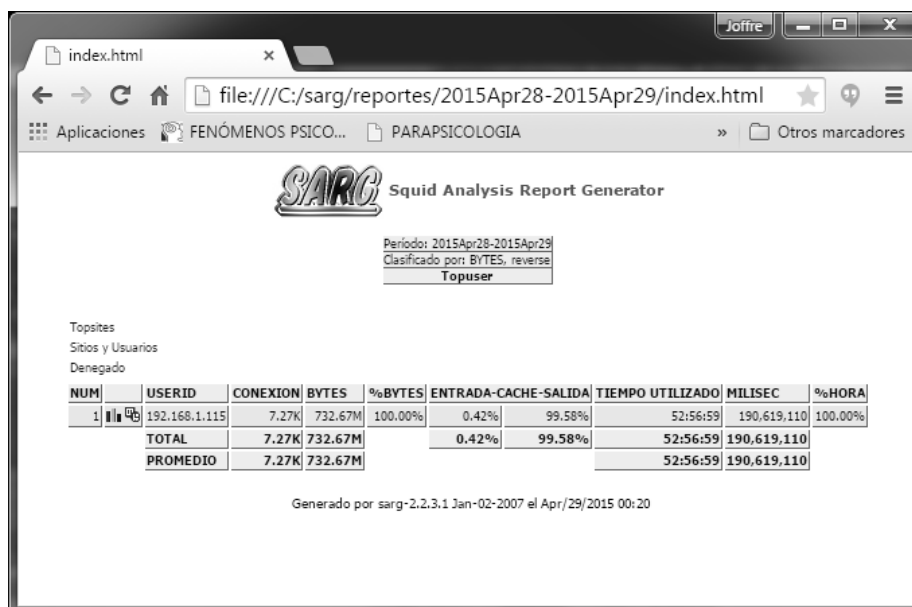 Joffre
index.html
file:///C:/sarg/reportes/2015Apr28-2015Apr29/index.html
Aplicaciones FENÓMENOS PSICO... PARAPSICOLOGIA » Otros marcadores
SARG Squid Analysis Report Generator
Período: 2015Apr28-2015Apr29
Clasificado por: BYTES, reverse
Topuser
Topsites
Sitios y Usuarios
Denegado
NUM USERID CONEXION BYTES %BYTES ENTRADA-CACHE-SALIDA TIEMPO UTILIZADO MILISEC %HORA
1 192.168.1.115 7.27K 732.67M 100.00% 0.42% 99.58% 52:56:59 190,619,110 100.00%
TOTAL 7.27K 732.67M 0.42% 99.58% 52:56:59 190,619,110
PROMEDIO 7.27K 732.67M 52:56:59 190,619,110
Generado por sarg-2.2.3.1 Jan-02-2007 el Apr/29/2015 00:20